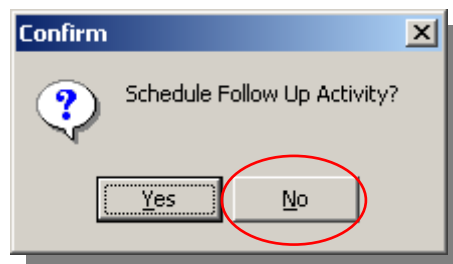 Confirm
Schedule Follow Up Activity?
Yes No